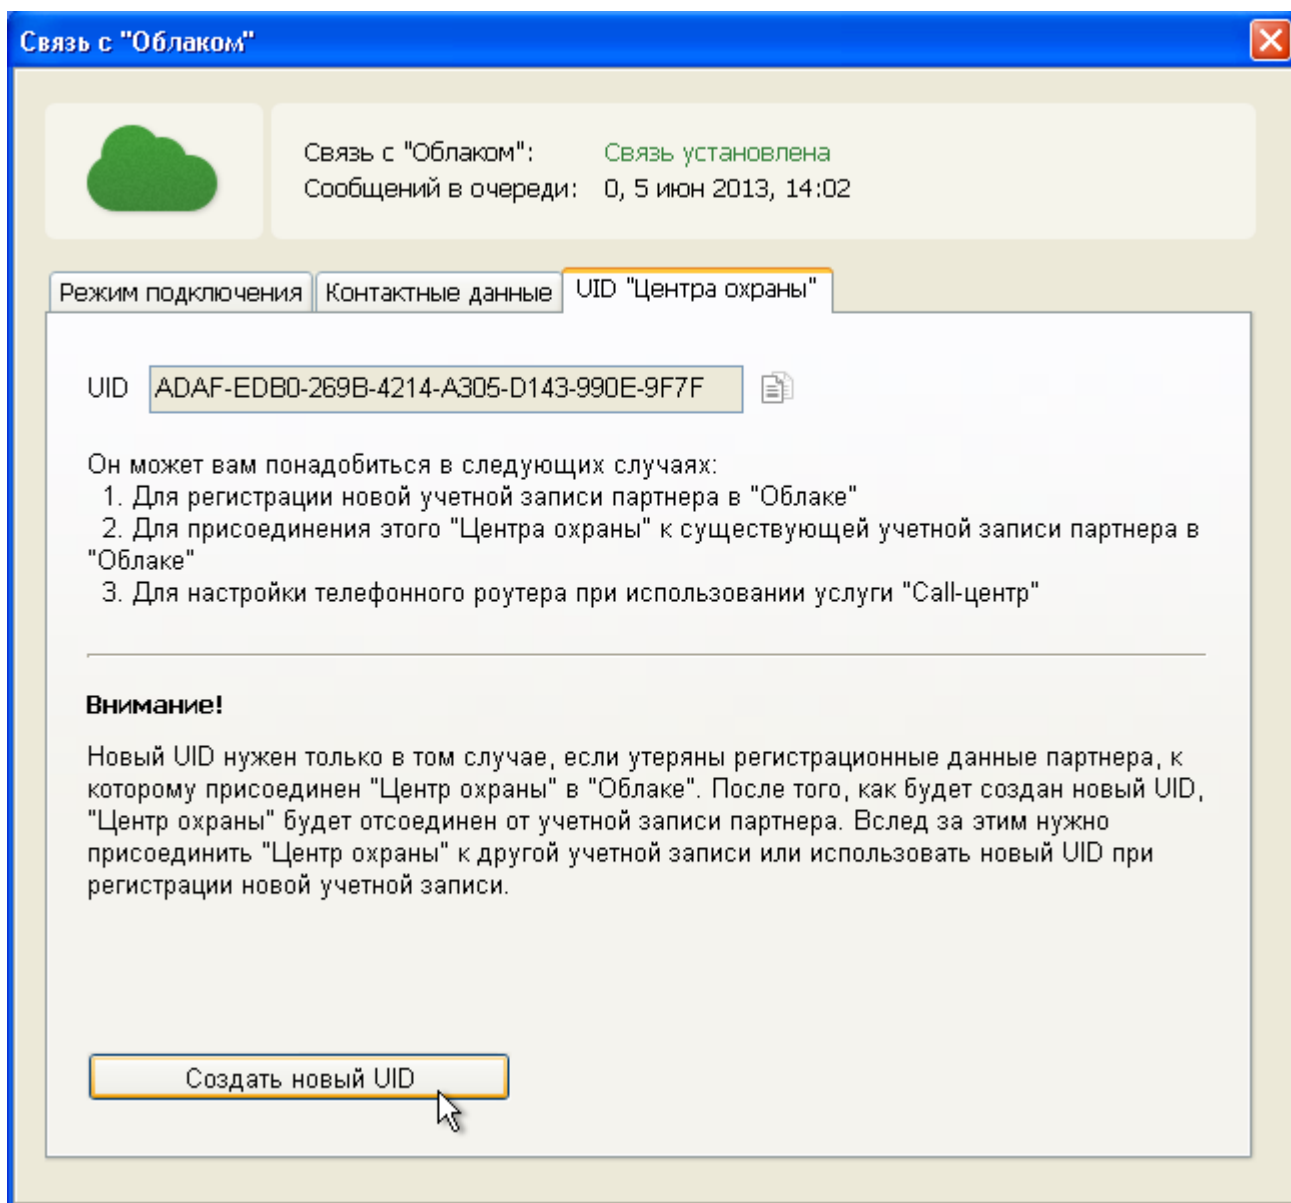 Связь с "Облаком"
Связь с "Облаком": Связь установлена
Сообщений в очереди: 0, 5 июн 2013, 14:02
Режим подключения Контактные данные UID "Центра охраны"
UID ADAF-EDB0-269B-4214-A305-D143-990E-9F7F
Он может вам понадобиться в следующих случаях:
1. Для регистрации новой учетной записи партнера в "Облаке"
2. Для присоединения этого "Центра охраны" к существующей учетной записи партнера в
"Облаке"
3. Для настройки телефонного роутера при использовании услуги "Call-центр"
Внимание!
Новый UID нужен только в том случае, если утеряны регистрационные данные партнера, к
которому присоединен "Центр охраны" в "Облаке". После того, как будет создан новый UID,
"Центр охраны" будет отсоединен от учетной записи партнера. Вслед за этим нужно
присоединить "Центр охраны" к другой учетной записи или использовать новый UID при
регистрации новой учетной записи.
Создать новый UID